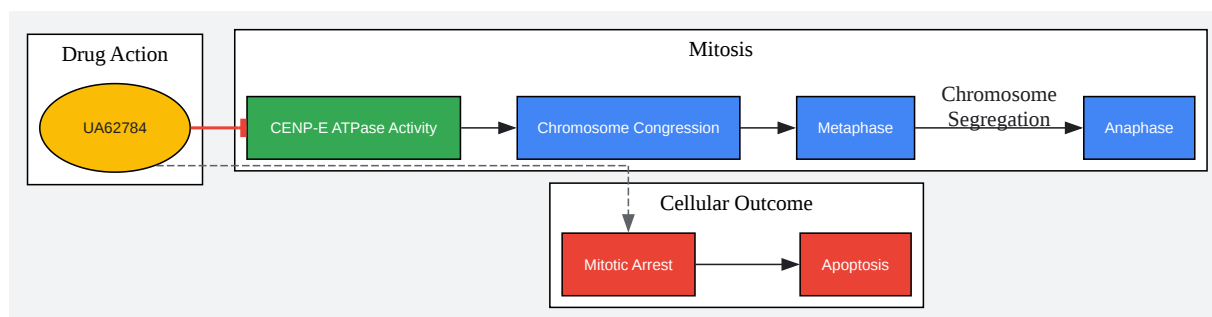 Drug Action
Mitosis
UA62784
CENP-E ATPase Activity
Chromosome Congression
Metaphase
Chromosome
Segregation
Anaphase
Cellular Outcome
Mitotic Arrest
Apoptosis